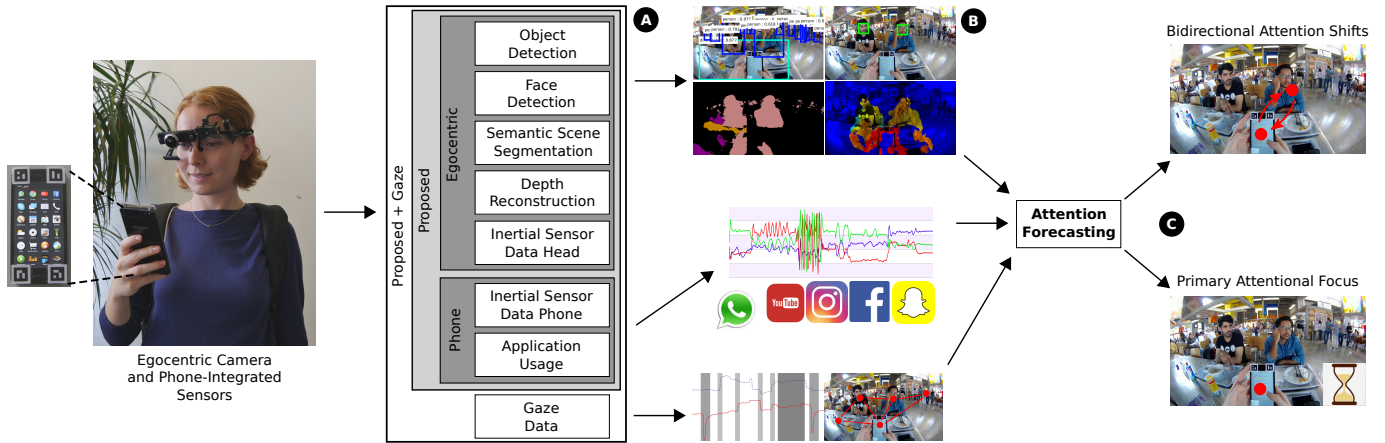 Egocentric Camera
and Phone-Integrated
Sensors
Proposed + Gaze
Proposed
Egocentric
Object
Detection
Face
Detection
Semantic Scene
Segmentation
Depth
Reconstruction
Inertial Sensor
Data Head
Phone
Inertial Sensor
Data Phone
Application
Usage
Gaze
Data
A
B
You Tube
Attention
Forecasting
C
Bidirectional Attention Shifts
Primary Attentional Focus